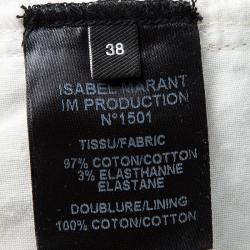 38
ISABEL MARANT
IM PRODUCTION
N°1501
TISSU/FABRIC
97% COTON/COTTON
3% ELASTHANNE
ELASTANE
DOUBLURE/LINING
100% COTON/COTTON